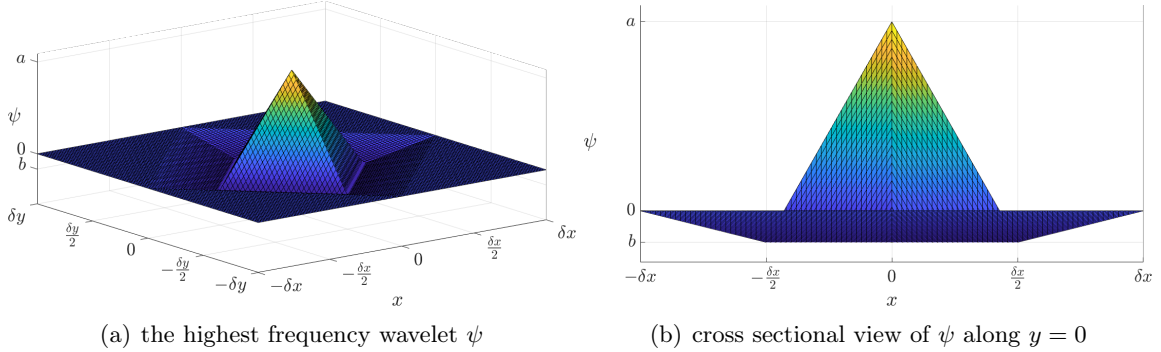 a
ψ
0
b
δy
δy/2
0
-δy/2
-δy
-δx
-δx/2
0
δx/2
δx
x
(a) the highest frequency wavelet ψ
a
ψ
0
b
-δx
-δx/2
0
δx/2
δx
x
(b) cross sectional view of ψ along y = 0